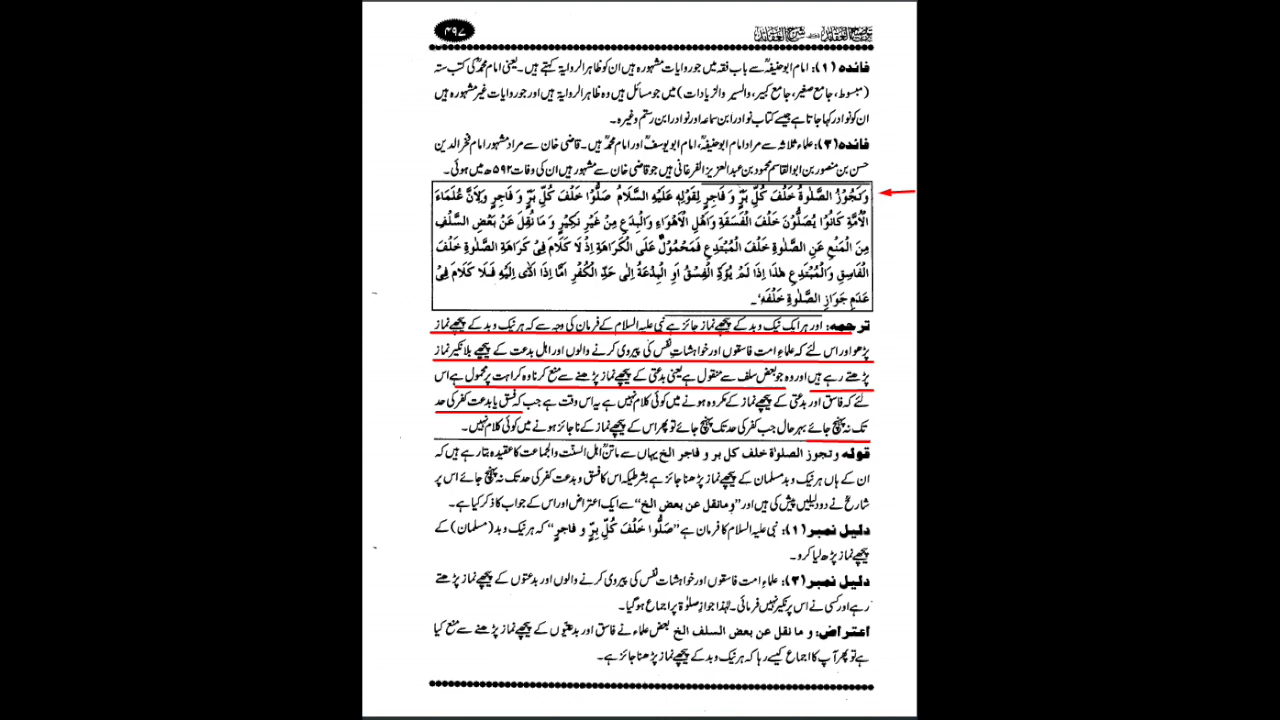 توضیح العقائد شرح العقائد ۴۹۷
فائدہ (۱): امام ابوحنیفہؒ سے باب فقہ میں جو روایات مشہورہ ہیں ان کو ظاہر الروایۃ کہتے ہیں۔ یعنی امام محمدؒ کی کتب ستہ
(مبسوط، جامع صغیر، جامع کبیر، والسیر والزیادات) میں جو مسائل ہیں وہ ظاہر الروایۃ ہیں اور جو روایات غیر مشہورہ ہیں
ان کو نوادر کہا جاتا ہے جیسے کتاب نوادر ابن سماعہ اور نوادر ابن رستم وغیرہ۔
فائدہ (۲): علماء ثلاثہ سے مراد امام ابوحنیفہؒ، امام ابو یوسفؒ اور امام محمدؒ ہیں۔ قاضی خان سے مراد مشہور امام فخر الدین
حسن بن منصور بن ابوالقاسم محمود بن عبدالعزیز الفرغانی ہیں جو قاضی خان سے مشہور ہیں ان کی وفات ۵۹۲ھ میں ہوئی۔
وَتَجُوْزُ الصَّلٰوةُ خَلْفَ كُلِّ بَرٍّ وَ فَاجِرٍ لِقَوْلِهٖ عَلَيْهِ السَّلَامُ صَلُّوْا خَلْفَ كُلِّ بَرٍّ وَ فَاجِرٍ وَلِاَنَّ عُلَمَاءَ
الْاُمَّةِ كَانُوْا يُصَلُّوْنَ خَلْفَ الْفَسَقَةِ وَاَهْلِ الْاَهْوَاءِ وَالْبِدَعِ مِنْ غَيْرِ نَكِيْرٍ وَ مَا نُقِلَ عَنْ بَعْضِ السَّلَفِ
مِنَ الْمَنْعِ عَنِ الصَّلٰوةِ خَلْفَ الْمُبْتَدِعِ فَمَحْمُوْلٌ عَلَى الْكَرَاهَةِ اِذْ لَا كَلَامَ فِيْ كَرَاهَةِ الصَّلٰوةِ خَلْفَ
الْفَاسِقِ وَالْمُبْتَدِعِ هٰذَا اِذَا لَمْ يُؤَدِّ الْفِسْقُ اَوِ الْبِدْعَةُ اِلٰى حَدِّ الْكُفْرِ اَمَّا اِذَا اَدّٰى اِلَيْهِ فَلَا كَلَامَ فِيْ
عَدَمِ جَوَازِ الصَّلٰوةِ خَلْفَهٗ۔
ترجمہ: اور ہر ایک نیک و بد کے پیچھے نماز جائز ہے نبی علیہ السلام کے فرمان کی وجہ سے کہ ہر نیک و بد کے پیچھے نماز
پڑھو اور اس لئے کہ علماءِ امت فاسقوں اور خواہشاتِ نفس کی پیروی کرنے والوں اور اہل بدعت کے پیچھے بلا نکیر نماز
پڑھتے رہے ہیں اور وہ جو بعض سلف سے منقول ہے یعنی بدعتی کے پیچھے نماز پڑھنے سے منع کرنا وہ کراہت پر محمول ہے اس
لئے کہ فاسق اور بدعتی کے پیچھے نماز کے مکروہ ہونے میں کوئی کلام نہیں ہے یہ اس وقت ہے جب کہ فسق یا بدعت کفر کی حد
تک نہ پہنچ جائے بہر حال جب کفر کی حد تک پہنچ جائے تو پھر اس کے پیچھے نماز کے ناجائز ہونے میں کوئی کلام نہیں۔
قولہ و تجوز الصلوٰة خلف کل بر و فاجر الخ یہاں سے ماتنؒ اہل السنّت والجماعت کا عقیدہ بتا رہے ہیں کہ
ان کے ہاں ہر نیک و بد مسلمان کے پیچھے نماز پڑھنا جائز ہے بشرطیکہ اس کا فسق و بدعت کفر کی حد تک نہ پہنچ جائے اس پر
شارحؒ نے دو دلیلیں پیش کی ہیں اور ”وما نقل عن بعض الخ“ سے ایک اعتراض اور اس کے جواب کا ذکر کیا ہے۔
دلیل نمبر (۱): نبی علیہ السلام کا فرمان ہے ”صَلُّوْا خَلْفَ كُلِّ بَرٍّ و فاجرٍ“ کہ ہر نیک و بد (مسلمان) کے
پیچھے نماز پڑھ لیا کرو۔
دلیل نمبر (۲): علماءِ امت فاسقوں اور خواہشات نفس کی پیروی کرنے والوں اور بدعتوں کے پیچھے نماز پڑھتے
رہے اور کسی نے اس پر نکیر نہیں فرمائی۔ لہٰذا جوازِ صلوٰة پر اجماع ہو گیا۔
اعتراض: و ما نقل عن بعض السلف الخ بعض علماء نے فاسق اور بدعتیوں کے پیچھے نماز پڑھنے سے منع کیا
ہے تو پھر آپ کا اجماع کیسے رہا کہ ہر نیک و بد کے پیچھے نماز پڑھنا جائز ہے۔